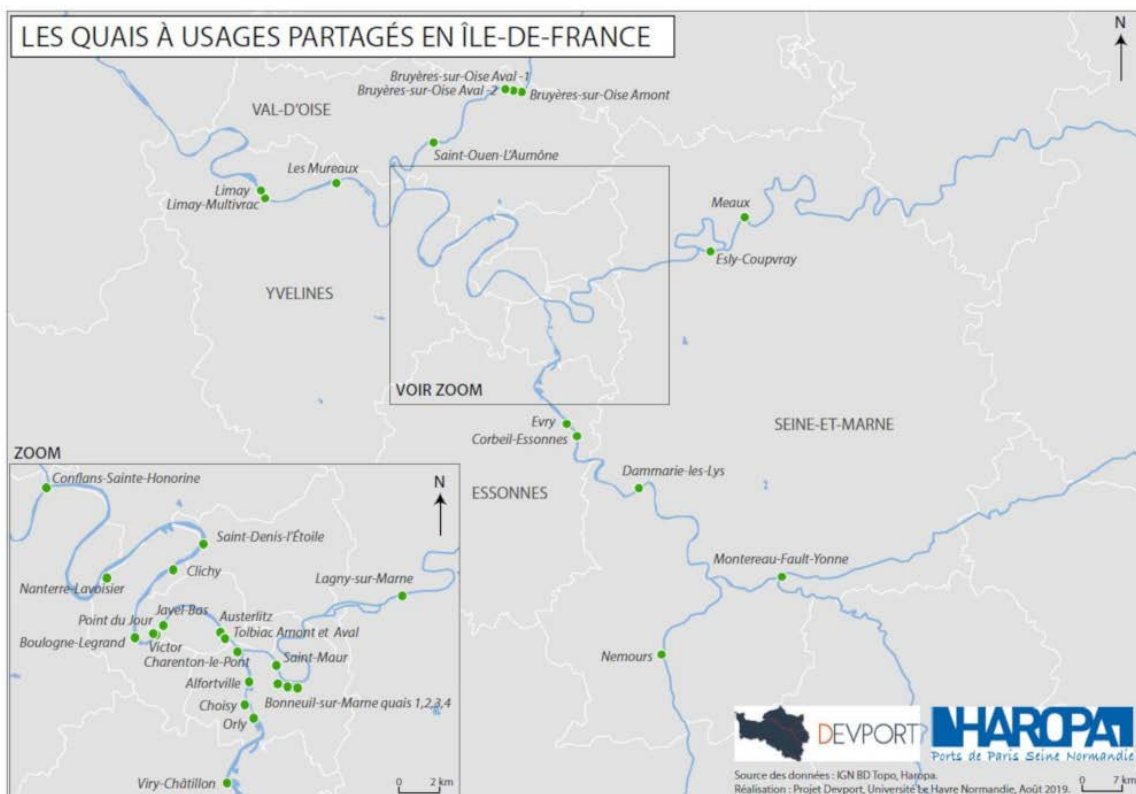 LES QUAIS À USAGES PARTAGÉS EN ÎLE-DE-FRANCE
N
Bruyères-sur-Oise Aval -1
Bruyères-sur-Oise Aval -2
Bruyères-sur-Oise Amont
VAL-D'OISE
Saint-Ouen-L'Aumône
Les Mureaux
Limay
Limay-Multivrac
Meaux
Esly-Coupvray
YVELINES
VOIR ZOOM
Evry
Corbeil-Essonnes
SEINE-ET-MARNE
ESSONNES
Dammarie-les-Lys
Montereau-Fault-Yonne
Nemours
ZOOM
N
Conflans-Sainte-Honorine
Saint-Denis-l'Étoile
Clichy
Nanterre-Lavoisier
Lagny-sur-Marne
Javel-Bas
Point du Jour
Austerlitz
Tolbiac Amont et Aval
Boulogne-Legrand
Victor
Charenton-le-Pont
Saint-Maur
Alfortville
Bonneuil-sur-Marne quais 1,2,3,4
Choisy
Orly
Viry-Châtillon
0 2 km
DEVPORT
HAROPA
Ports de Paris Seine Normandie
Source des données : IGN BD Topo, Haropa.
Réalisation : Projet Devport, Université Le Havre Normandie, Août 2019.
0 7 km